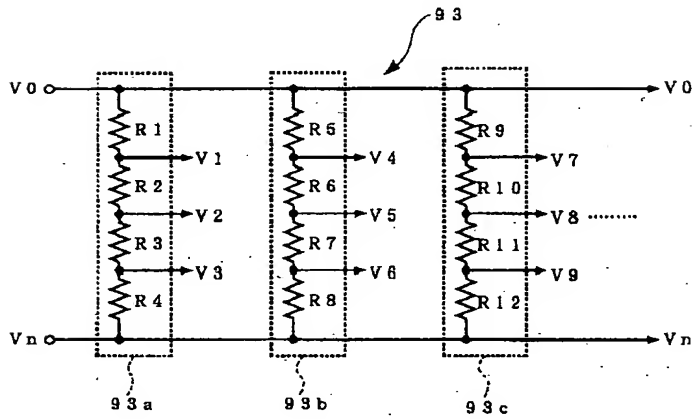 93
V0 V0
R1 R5 R9
V1 V4 V7
R2 R6 R10
V2 V5 V8 ........
R3 R7 R11
V3 V6 V9
R4 R8 R12
Vn Vn
93a 93b 93c